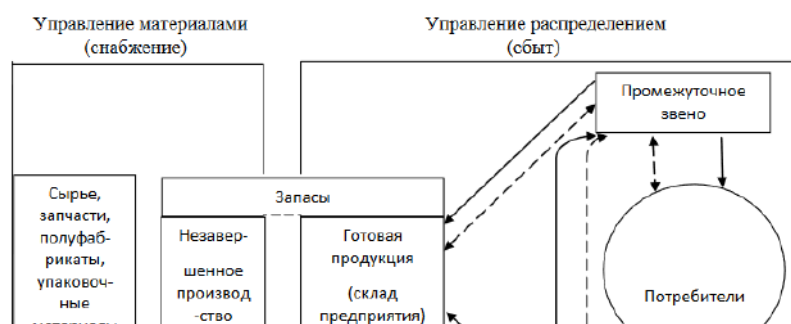 Управление материалами
(снабжение)
Управление распределением
(сбыт)
Промежуточное
звено
Запасы
Сырье,
запчасти,
полуфаб-
рикаты,
упаковоч-
ные
материалы
Незавер-
шенное
производ
-ство
Готовая
продукция
(склад
предприятия)
Потребители